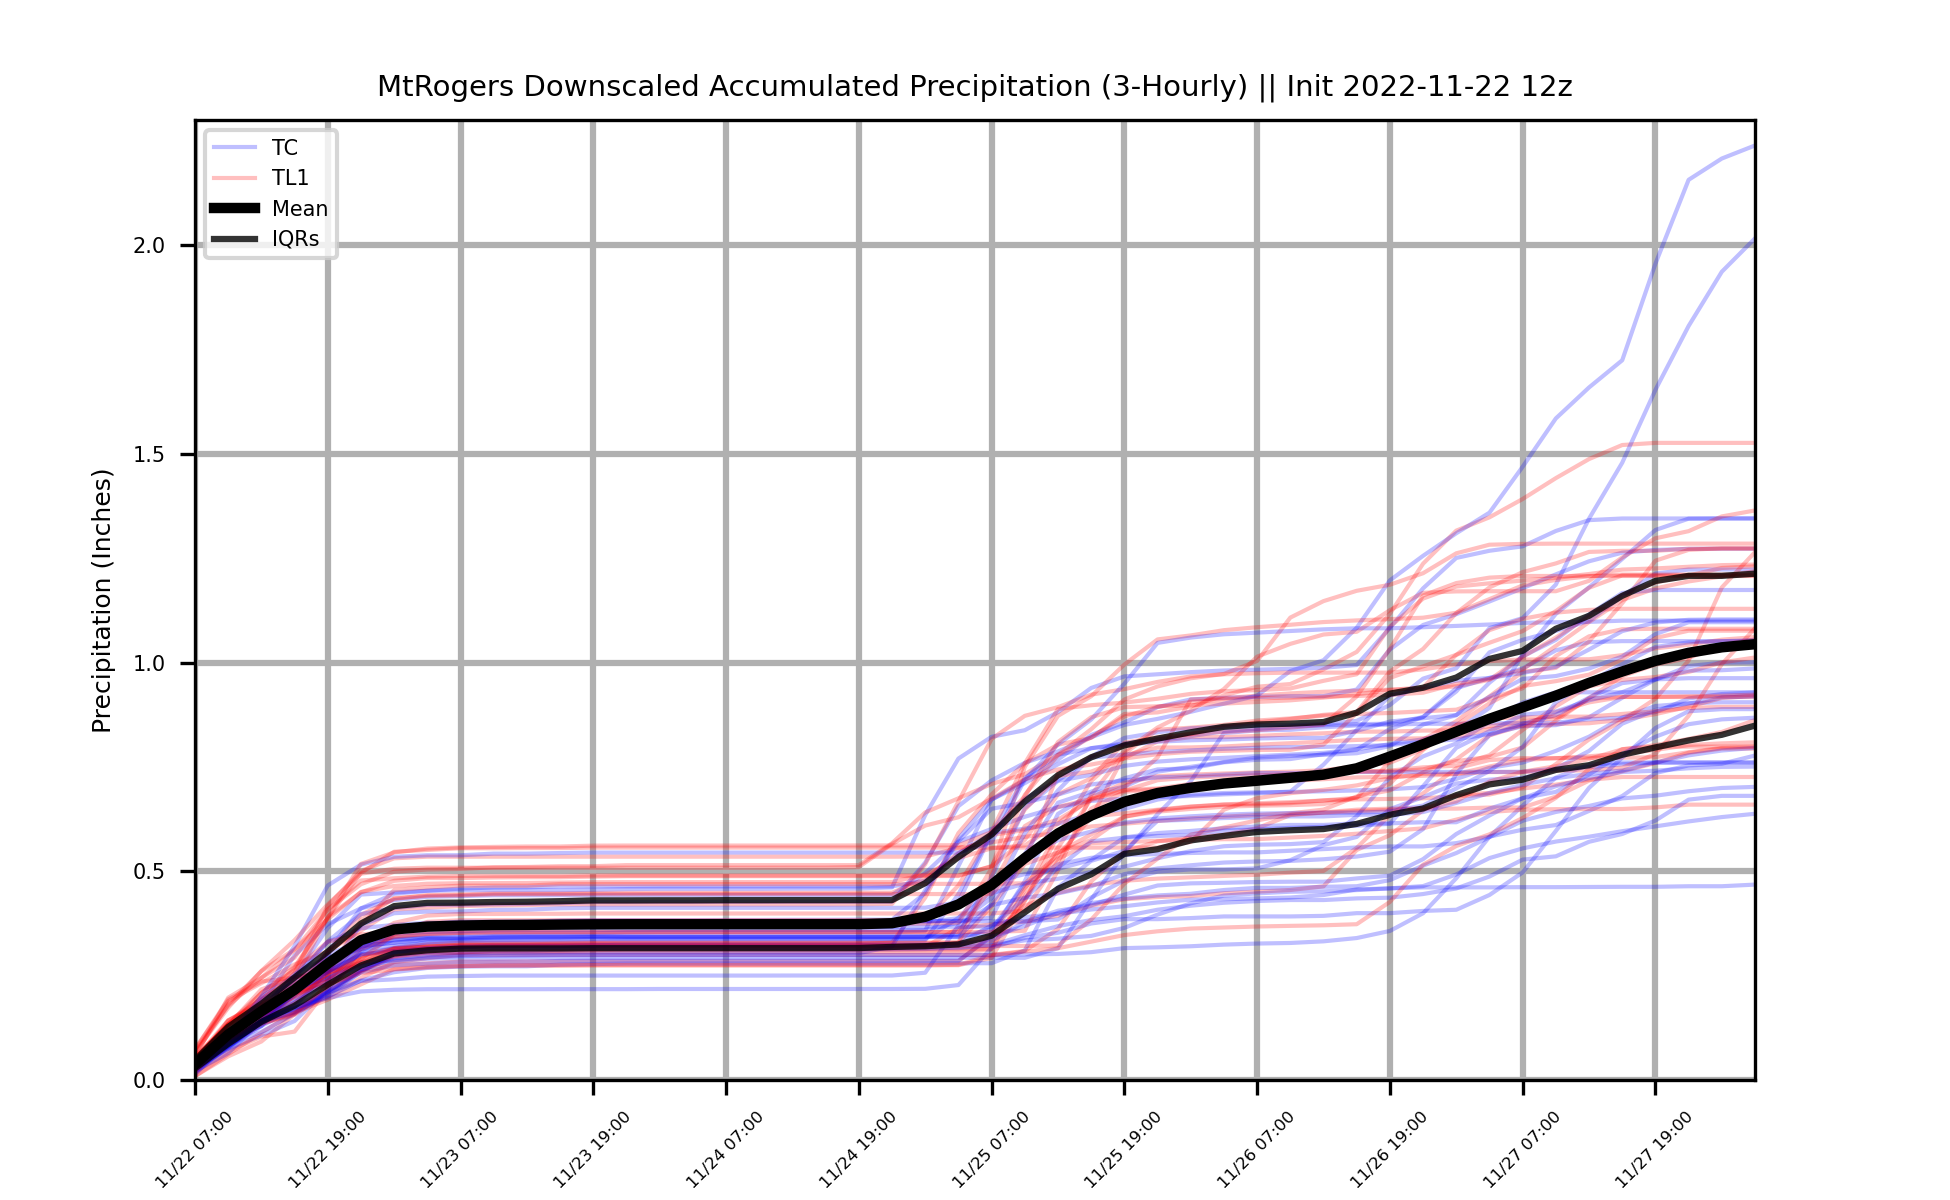 MtRogers Downscaled Accumulated Precipitation (3-Hourly) || Init 2022-11-22 12z
TC
TL1
Mean
IQRs
Precipitation (Inches)
2.0
1.5
1.0
0.5
0.0
11/22 07:00
11/22 19:00
11/23 07:00
11/23 19:00
11/24 07:00
11/24 19:00
11/25 07:00
11/25 19:00
11/26 07:00
11/26 19:00
11/27 07:00
11/27 19:00